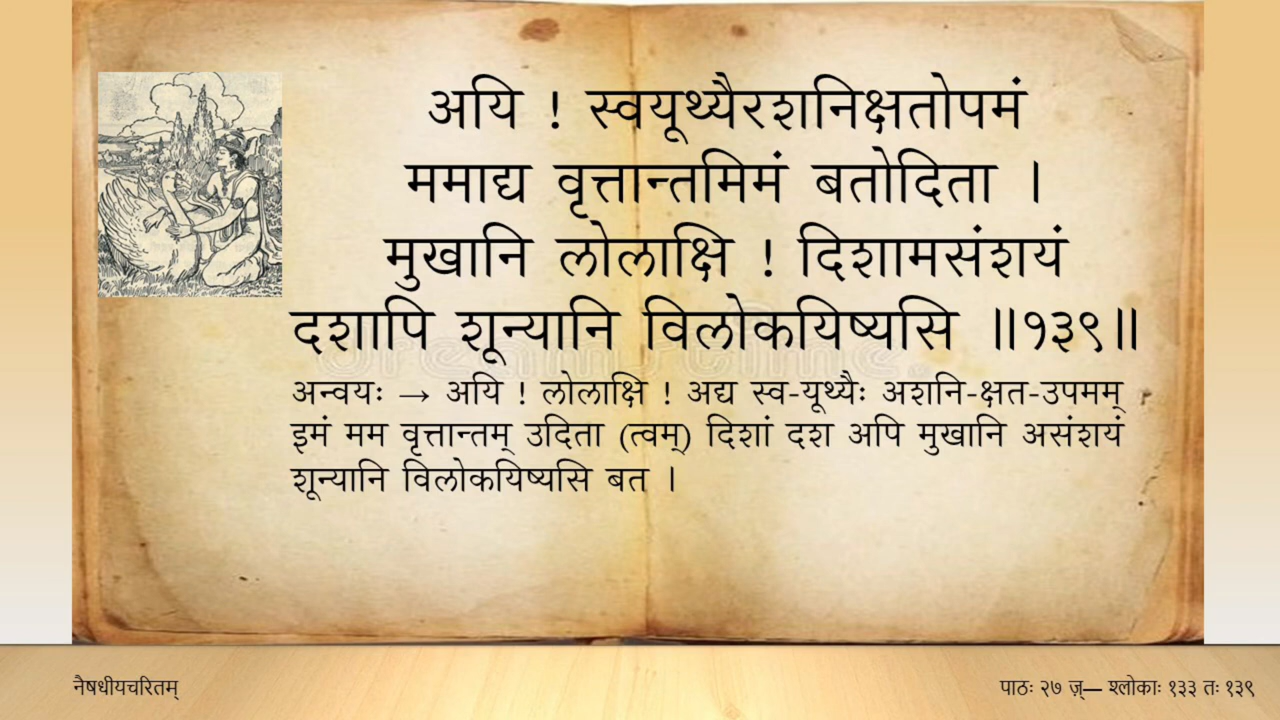 अयि ! स्वयूथ्यैरशनिक्षतोपमं
ममाद्य वृत्तान्तमिमं बतोदिता ।
मुखानि लोलाक्षि ! दिशामसंशयं
दशापि शून्यानि विलोकयिष्यसि ॥१३९॥
अन्वयः → अयि ! लोलाक्षि ! अद्य स्व-यूथ्यैः अशनि-क्षत-उपमम्
इमं मम वृत्तान्तम् उदिता (त्वम्) दिशां दश अपि मुखानि असंशयं
शून्यानि विलोकयिष्यसि बत ।
नैषधीयचरितम्
पाठः २७ ज़्— श्लोकाः १३३ तः १३९